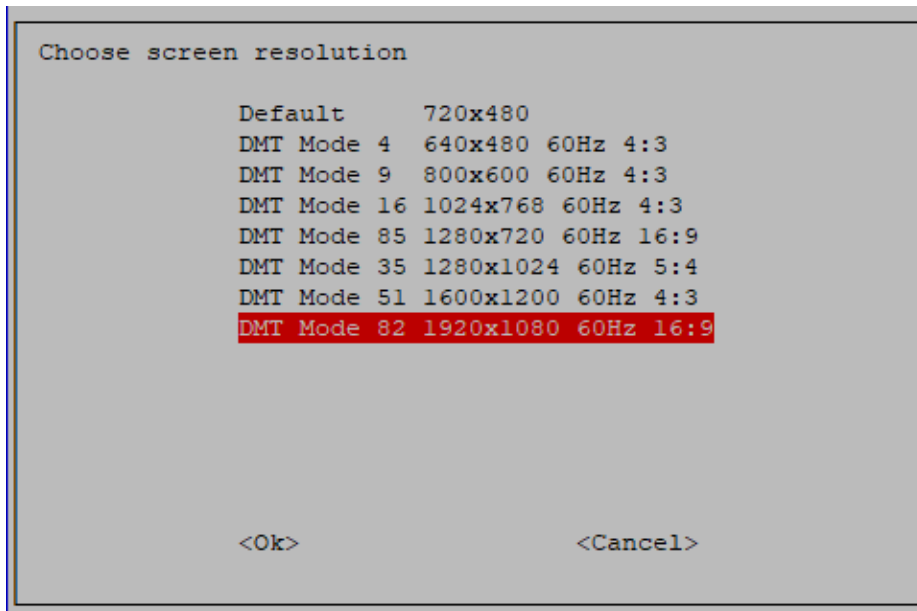 Choose screen resolution
Default 720x480
DMT Mode 4 640x480 60Hz 4:3
DMT Mode 9 800x600 60Hz 4:3
DMT Mode 16 1024x768 60Hz 4:3
DMT Mode 85 1280x720 60Hz 16:9
DMT Mode 35 1280x1024 60Hz 5:4
DMT Mode 51 1600x1200 60Hz 4:3
DMT Mode 82 1920x1080 60Hz 16:9
<Ok> <Cancel>